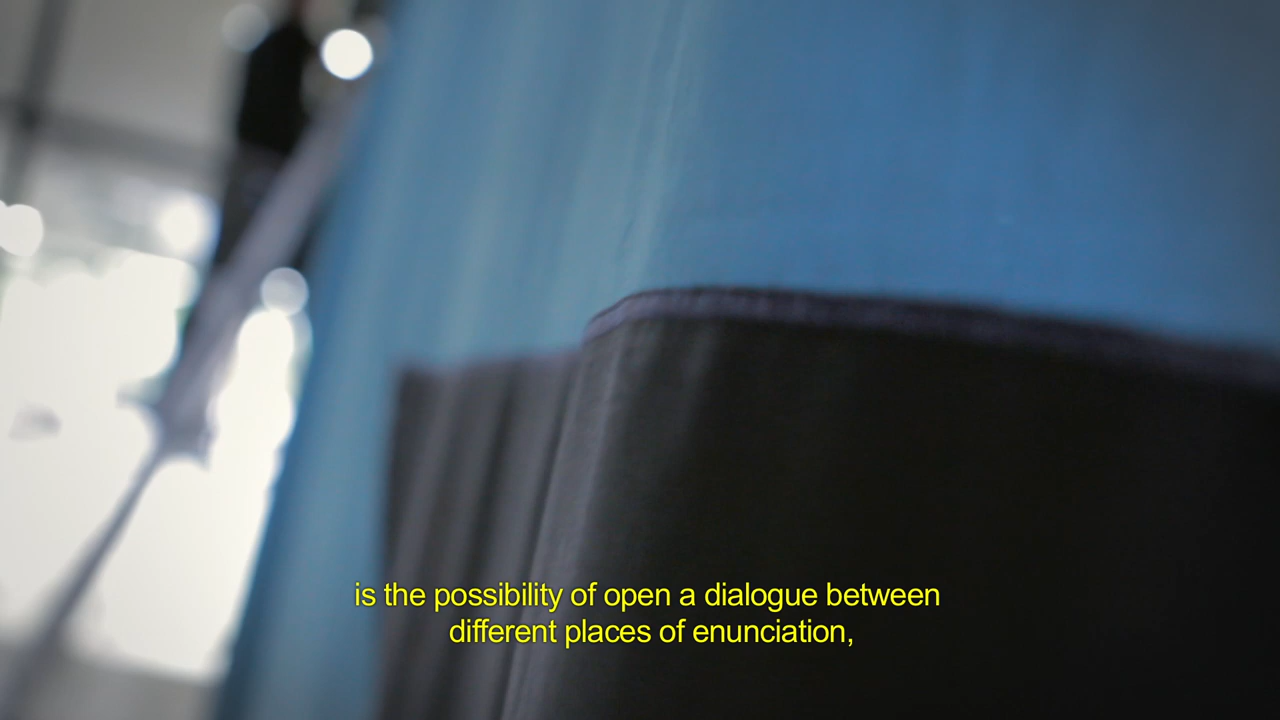 is the possibility of open a dialogue between
different places of enunciation,